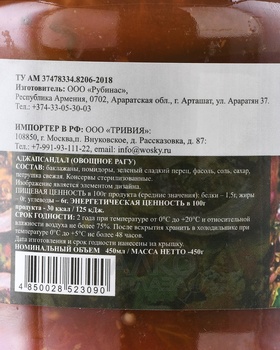 ТУ АМ 37478334.8206-2018
Изготовитель: ООО «Рубинас»,
Республика Армения, 0702, Араратская обл., г. Арташат, ул. Араратян 37.
Тел.: +374-33-05-30-03
ИМПОРТЕР В РФ: ООО «ТРИВИЯ»:
108850, г. Москва,п. Внуковское, д. Рассказовка, д. 87:
Тел.: +7-991-93-111-22, e-mail: info@wosky.ru
АДЖАПСАНДАЛ (ОВОЩНОЕ РАГУ)
СОСТАВ: баклажаны, помидоры, зеленый сладкий перец, фасоль, соль, сахар,
петрушка свежая. Консервы стерилизованные.
Изображение является элементом дизайна.
ПИЩЕВАЯ ЦЕННОСТЬ в 100г продукта (средние значения): белки – 1,5г; жиры
– 0г; углеводы – 6г. ЭНЕРГЕТИЧЕСКАЯ ЦЕННОСТЬ в 100г
продукта - 30 ккал / 125 кДж.
СРОК ГОДНОСТИ: 2 года при температуре от 0°С до +20°С и относительной
влажности воздуха не более 75%. После вскрытия хранить в холодильнике при
температуре 0°С до +5°С не более 48 часов.
Дата изготовления и срок годности нанесены на крышку.
НОМИНАЛЬНЫЙ ОБЪЕМ 450мл / МАССА НЕТТО -450г
4 850028 523090